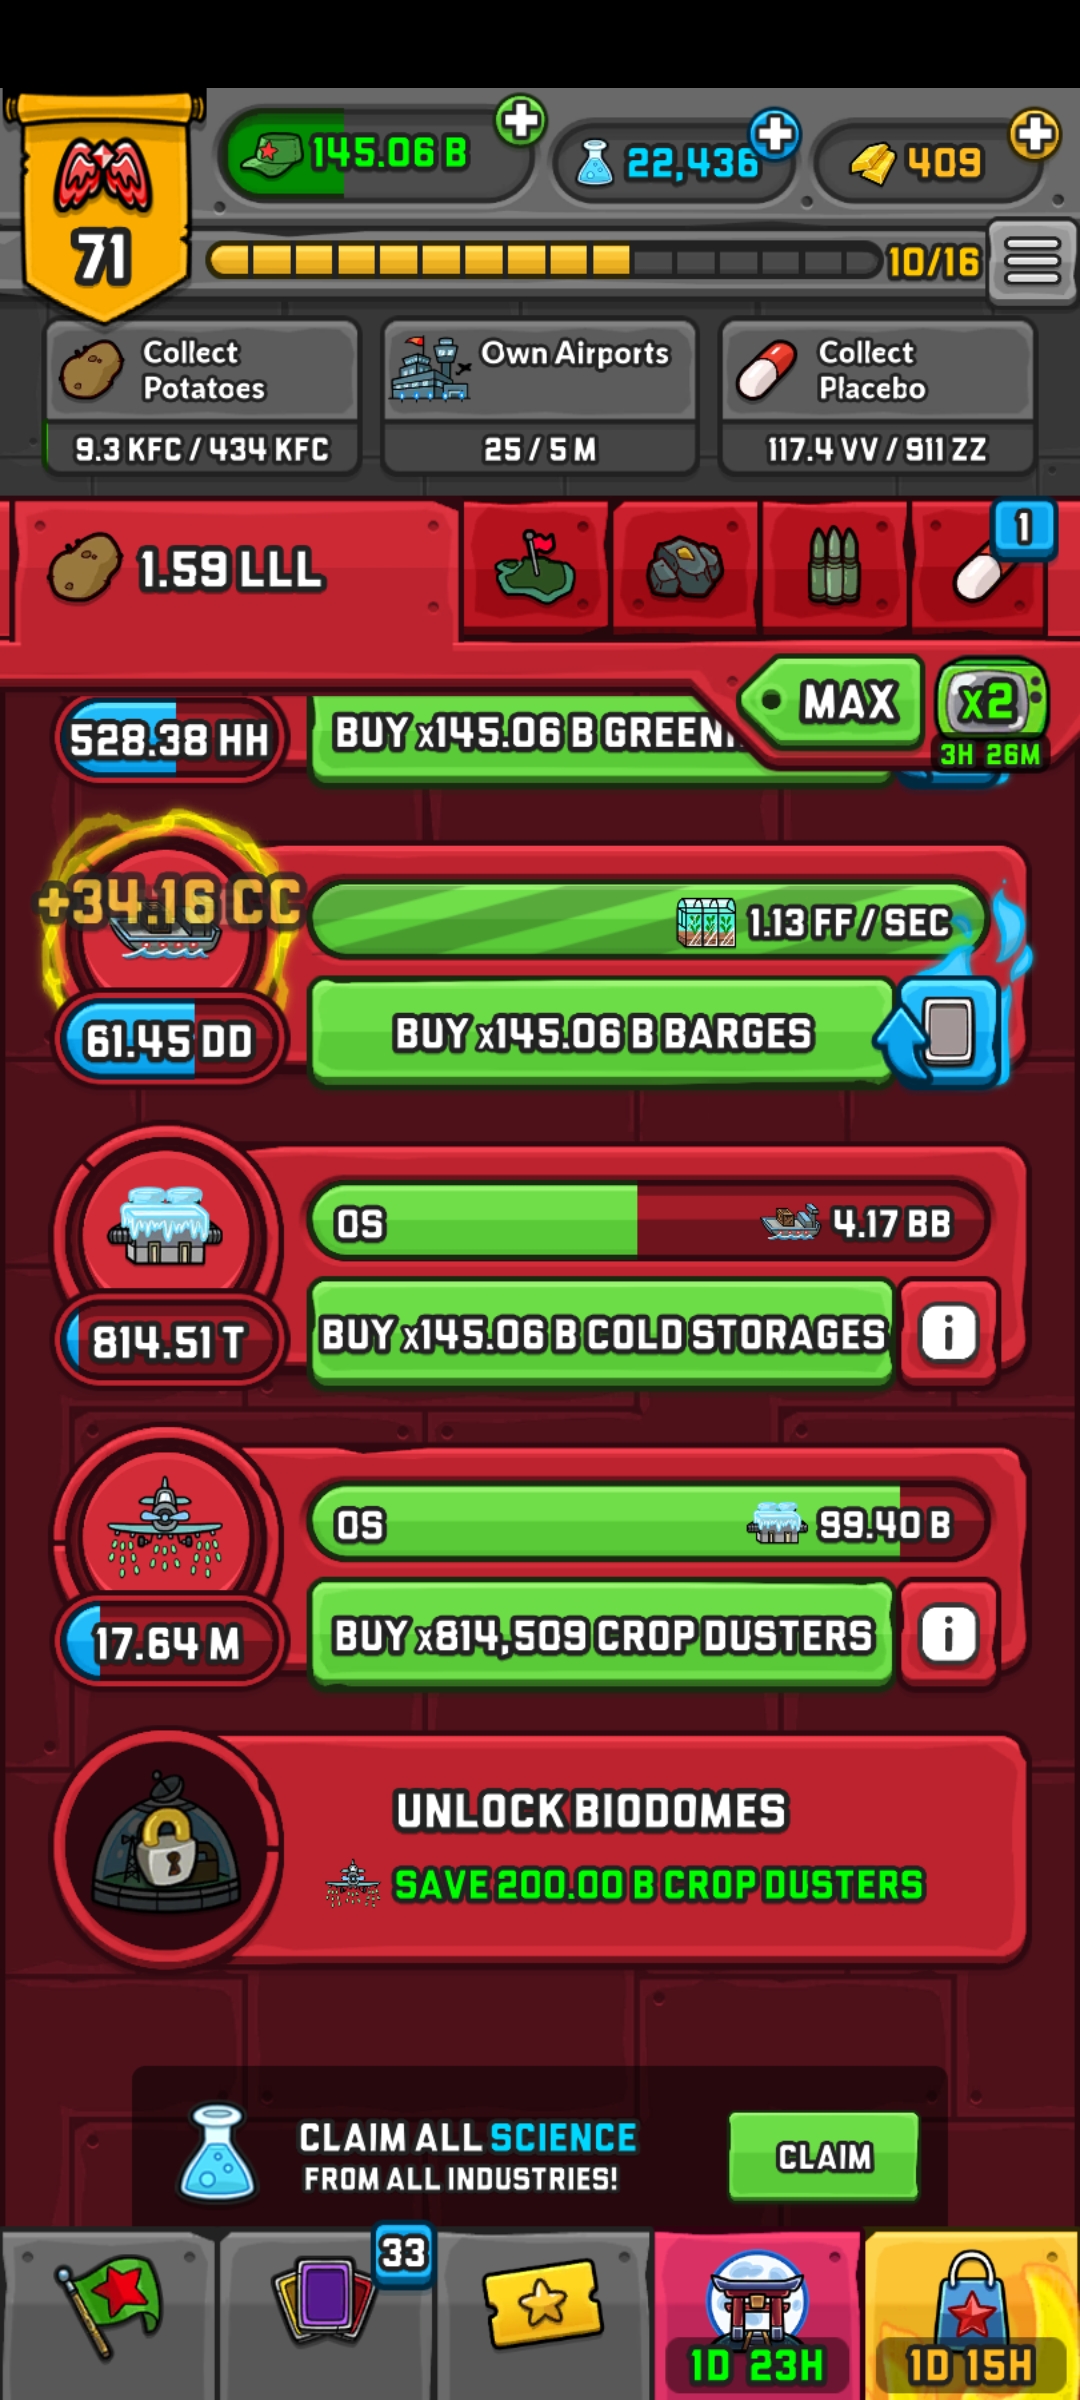 71
145.06 B
22,436
409
10/16
Collect
Potatoes
9.3 KFC / 434 KFC
Own Airports
25 / 5 M
Collect
Placebo
117.4 VV / 911 ZZ
1.59 LLL
1
MAX
x2
3H 26M
528.38 HH
BUY x145.06 B GREEN
+34.16 CC
1.13 FF / SEC
61.45 DD
BUY x145.06 B BARGES
0S
4.17 BB
814.51 T
BUY x145.06 B COLD STORAGES
i
0S
99.40 B
17.64 M
BUY x814,509 CROP DUSTERS
i
UNLOCK BIODOMES
SAVE 200.00 B CROP DUSTERS
CLAIM ALL SCIENCE
FROM ALL INDUSTRIES!
CLAIM
33
1D 23H
1D 15H